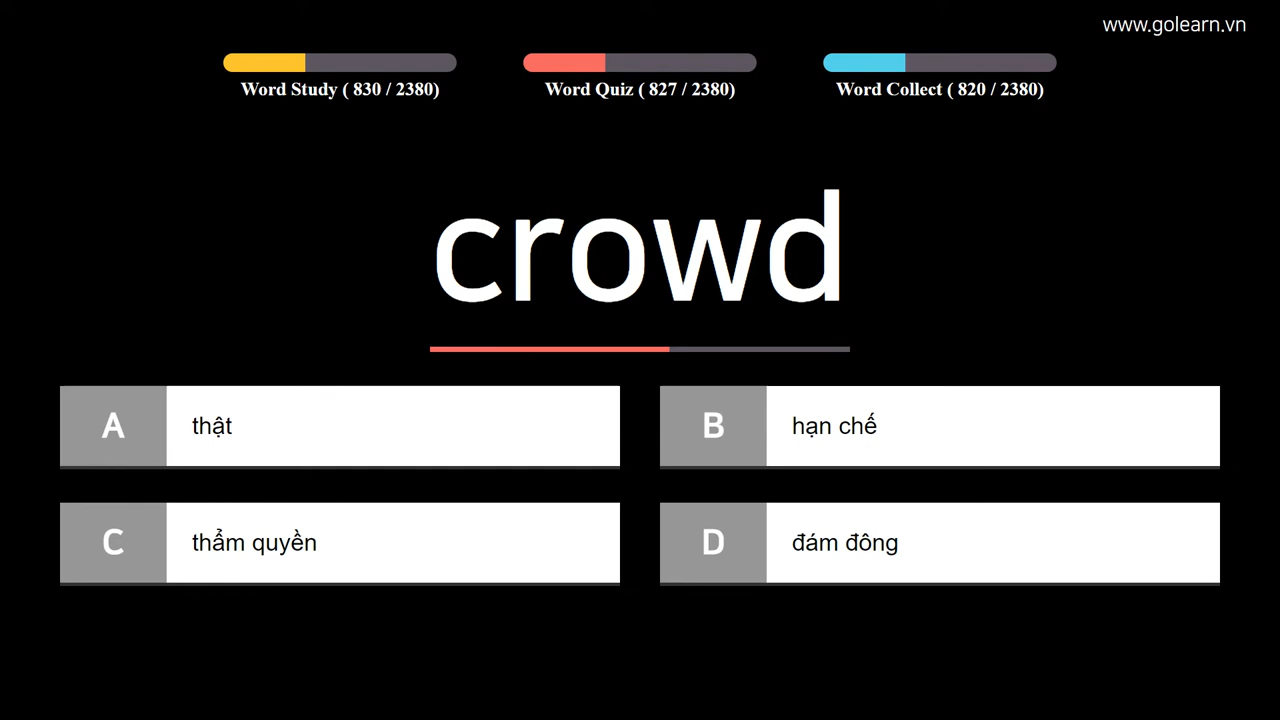 www.golearn.vn
Word Study ( 830 / 2380)
Word Quiz ( 827 / 2380)
Word Collect ( 820 / 2380)
crowd
A thật
B hạn chế
C thẩm quyền
D đám đông